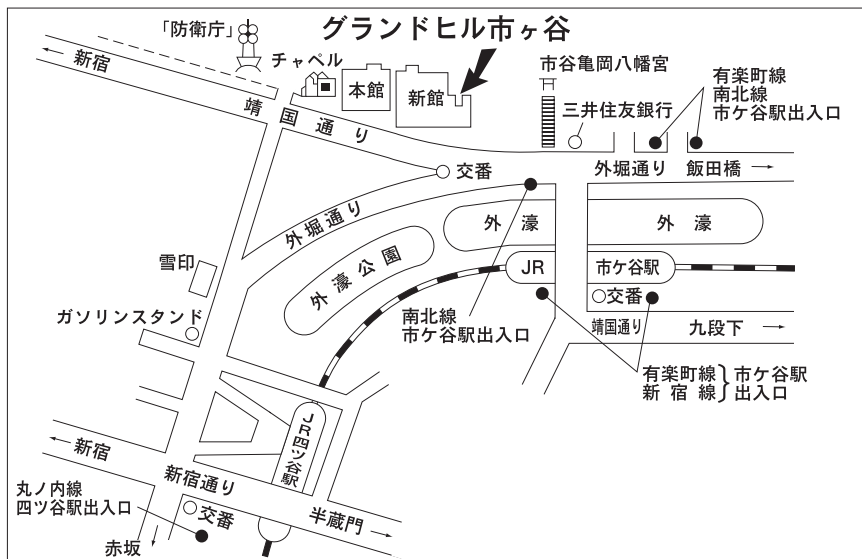 グランドヒル市ヶ谷
「防衛庁」
← 新宿
チャペル
本館
新館
市谷亀岡八幡宮
三井住友銀行
有楽町線
南北線
市ケ谷駅出入口
靖国通り
交番
外堀通り 飯田橋 →
外堀通り
外濠
外濠
外濠公園
雪印
JR 市ケ谷駅
交番
ガソリンスタンド
南北線
市ケ谷駅出入口
靖国通り 九段下 →
有楽町線
新宿線
}市ケ谷駅
出入口
JR四ツ谷駅
← 新宿
新宿通り
丸ノ内線
四ツ谷駅出入口
交番
半蔵門 →
赤坂 ↓